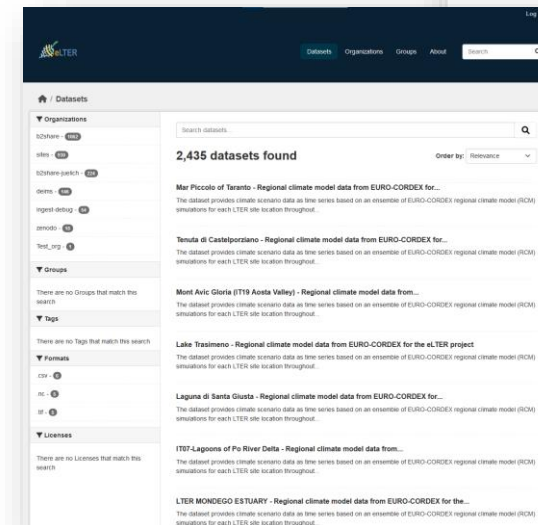 Log
eLTER
Datasets Organizations Groups About Search
/ Datasets
Organizations
b2share -
sites -
b2share-juelich -
deims -
ingest-debug -
zenodo -
Test_org -
Groups
There are no Groups that match this
search
Tags
There are no Tags that match this search
Formats
.csv -
.nc -
.tif -
Licenses
There are no Licenses that match this
search
Search datasets
2,435 datasets found
Order by: Relevance
Mar Piccolo of Taranto - Regional climate model data from EURO-CORDEX for...
The dataset provides climate scenario data as time series based on an ensemble of EURO-CORDEX regional climate model (RCM)
simulations for each LTER site location throughout...
Tenuta di Castelporziano - Regional climate model data from EURO-CORDEX for...
The dataset provides climate scenario data as time series based on an ensemble of EURO-CORDEX regional climate model (RCM)
simulations for each LTER site location throughout...
Mont Avic Gloria (IT19 Aosta Valley) - Regional climate model data from...
The dataset provides climate scenario data as time series based on an ensemble of EURO-CORDEX regional climate model (RCM)
simulations for each LTER site location throughout...
Lake Trasimeno - Regional climate model data from EURO-CORDEX for the eLTER project
The dataset provides climate scenario data as time series based on an ensemble of EURO-CORDEX regional climate model (RCM)
simulations for each LTER site location throughout...
Laguna di Santa Giusta - Regional climate model data from EURO-CORDEX for...
The dataset provides climate scenario data as time series based on an ensemble of EURO-CORDEX regional climate model (RCM)
simulations for each LTER site location throughout...
IT07-Lagoons of Po River Delta - Regional climate model data from...
The dataset provides climate scenario data as time series based on an ensemble of EURO-CORDEX regional climate model (RCM)
simulations for each LTER site location throughout...
LTER MONDEGO ESTUARY - Regional climate model data from EURO-CORDEX for the...
The dataset provides climate scenario data as time series based on an ensemble of EURO-CORDEX regional climate model (RCM)
simulations for each LTER site location throughout...